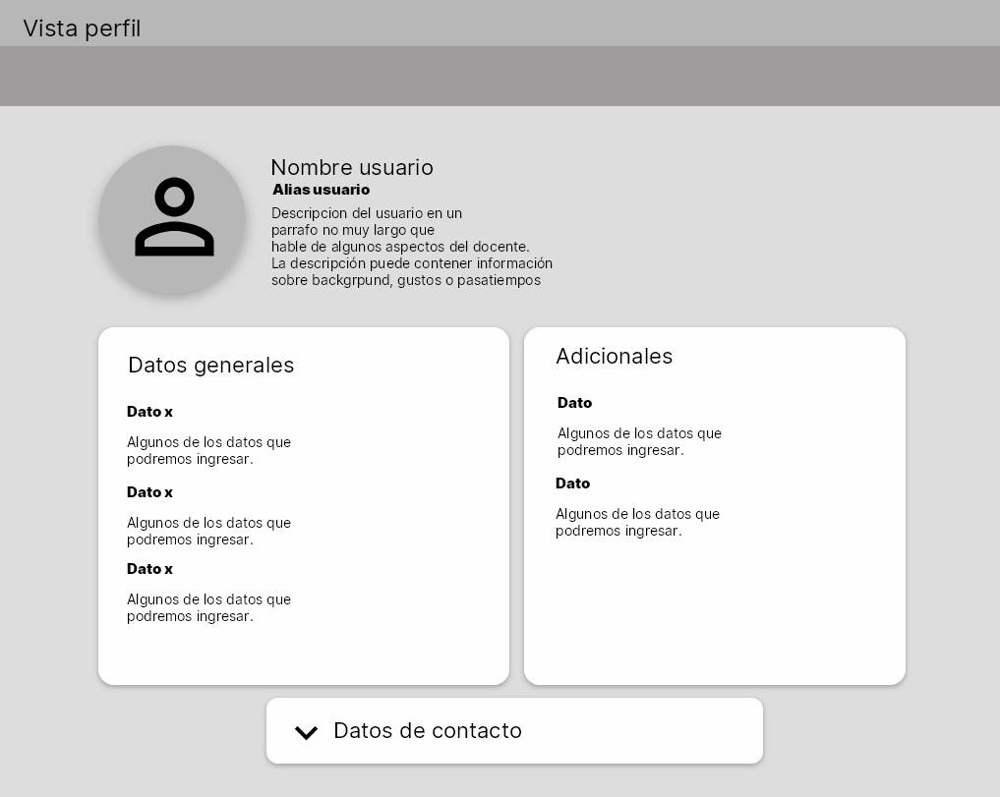 Vista perfil
Nombre usuario
Alias usuario
Descripcion del usuario en un
parrafo no muy largo que
hable de algunos aspectos del docente.
La descripción puede contener información
sobre backgrpund, gustos o pasatiempos
Datos generales
Dato x
Algunos de los datos que
podremos ingresar.
Dato x
Algunos de los datos que
podremos ingresar.
Dato x
Algunos de los datos que
podremos ingresar.
Adicionales
Dato
Algunos de los datos que
podremos ingresar.
Dato
Algunos de los datos que
podremos ingresar.
Datos de contacto